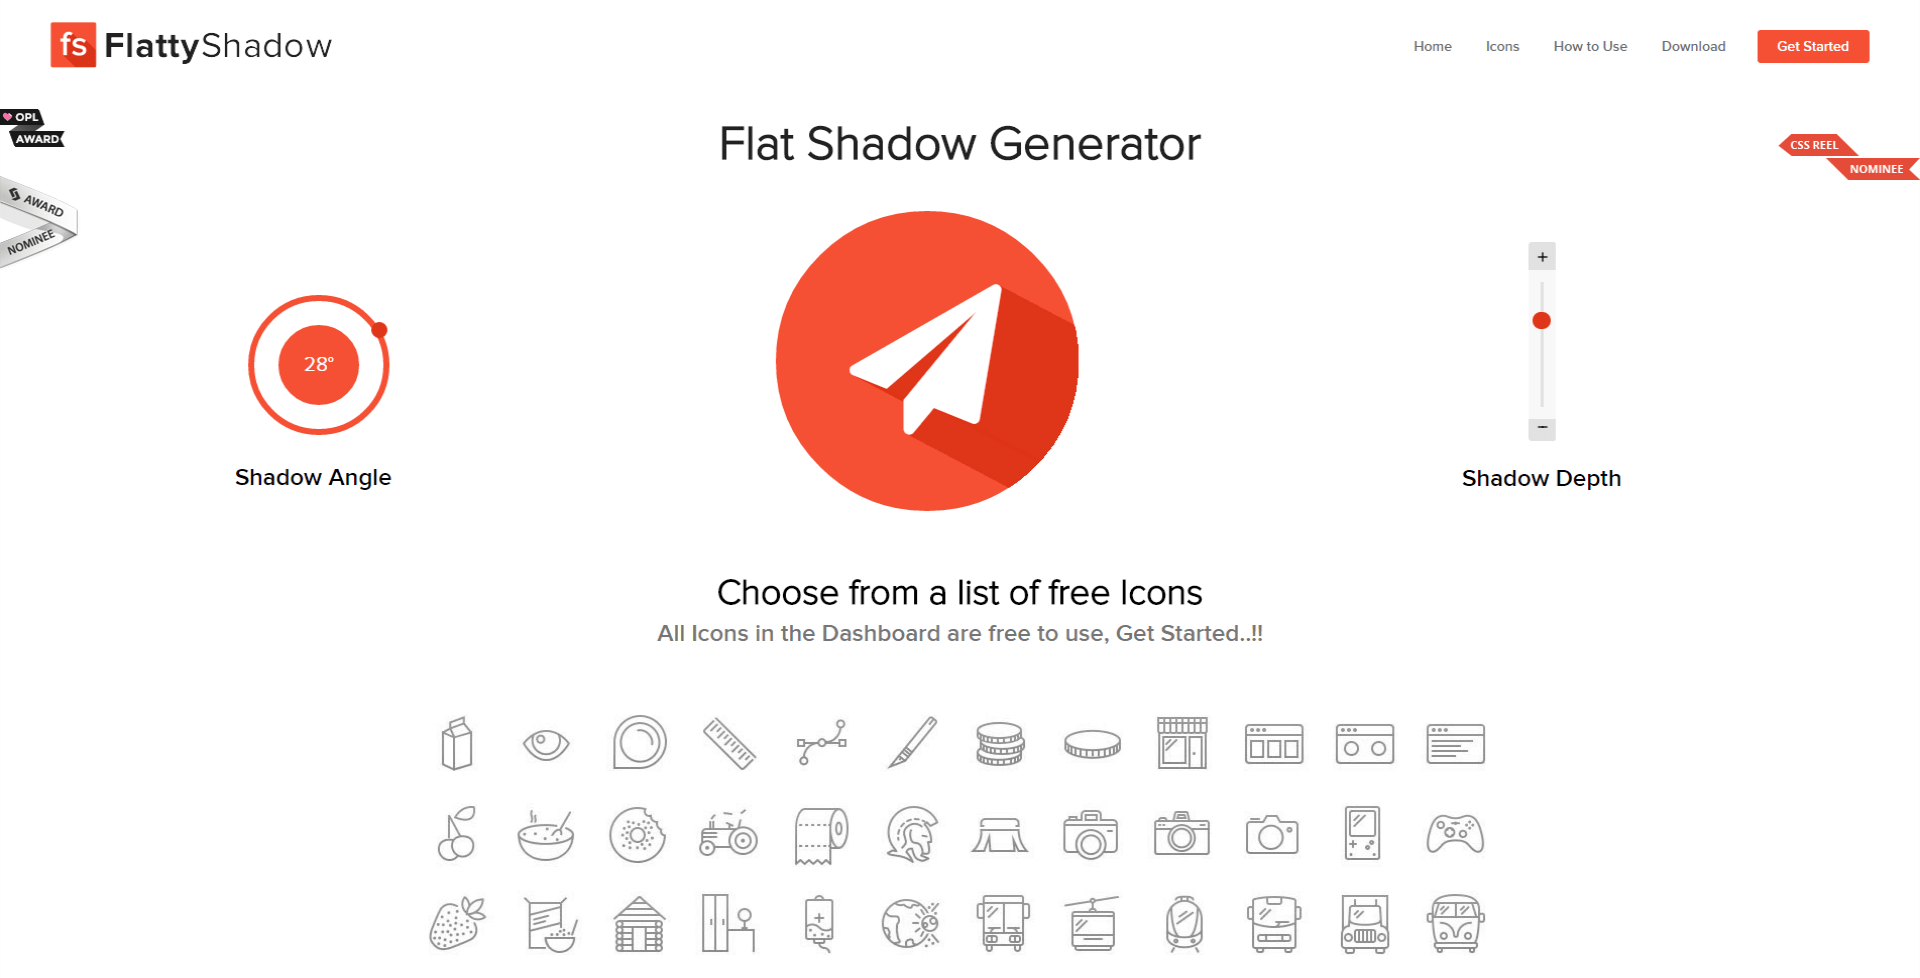 fs FlattyShadow
Home Icons How to Use Download Get Started
OPL
AWARD
Flat Shadow Generator
CSS REEL
NOMINEE
AWARD
NOMINEE
+
28°
−
Shadow Angle
Shadow Depth
Choose from a list of free Icons
All Icons in the Dashboard are free to use, Get Started..!!